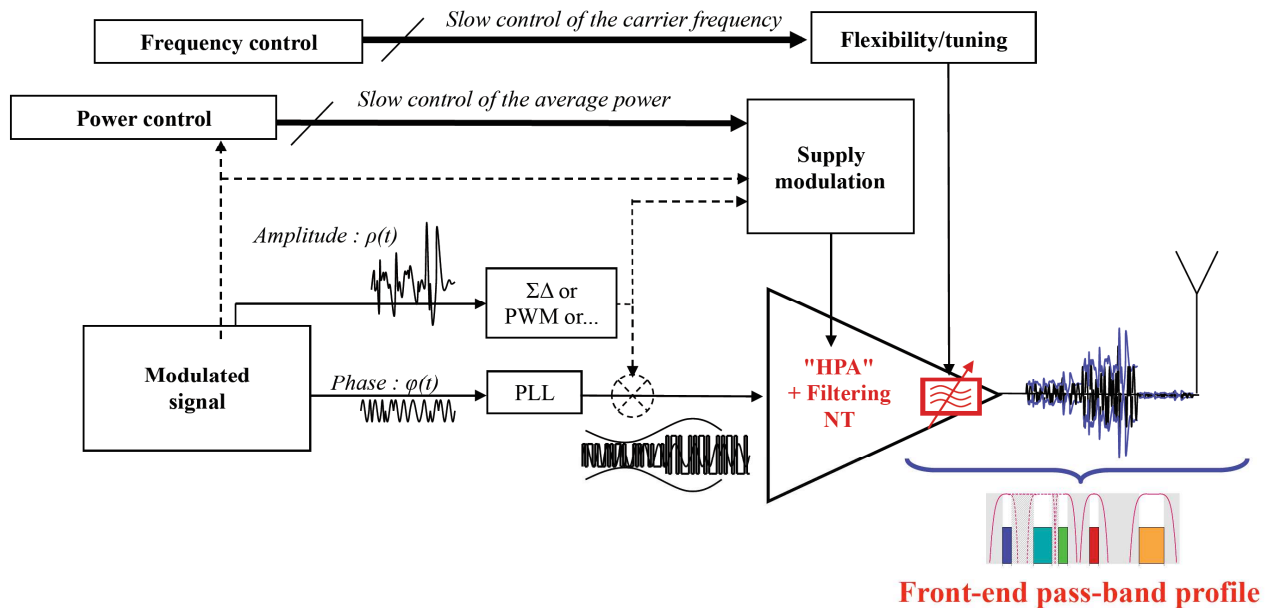 Slow control of the carrier frequency
Frequency control
Flexibility/tuning
Slow control of the average power
Power control
Supply
modulation
Amplitude : ρ(t)
ΣΔ or
PWM or...
Modulated
signal
Phase : φ(t)
PLL
"HPA"
+ Filtering
NT
Front-end pass-band profile